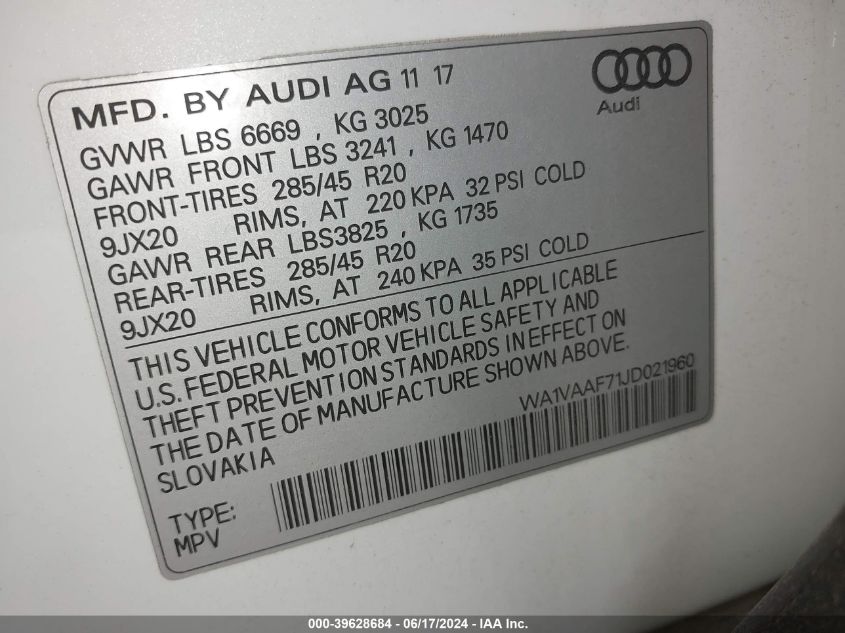 MFD. BY AUDI AG 11 17
Audi
GVWR LBS 6669 , KG 3025
GAWR FRONT LBS 3241 , KG 1470
FRONT-TIRES 285/45 R20
9JX20 RIMS, AT 220 KPA 32 PSI COLD
GAWR REAR LBS3825 , KG 1735
REAR-TIRES 285/45 R20
9JX20 RIMS, AT 240 KPA 35 PSI COLD
THIS VEHICLE CONFORMS TO ALL APPLICABLE
U.S. FEDERAL MOTOR VEHICLE SAFETY AND
THEFT PREVENTION STANDARDS IN EFFECT ON
THE DATE OF MANUFACTURE SHOWN ABOVE.
SLOVAKIA
WA1VAAF71JD021960
TYPE:
MPV
000-39628684 - 06/17/2024 - IAA Inc.